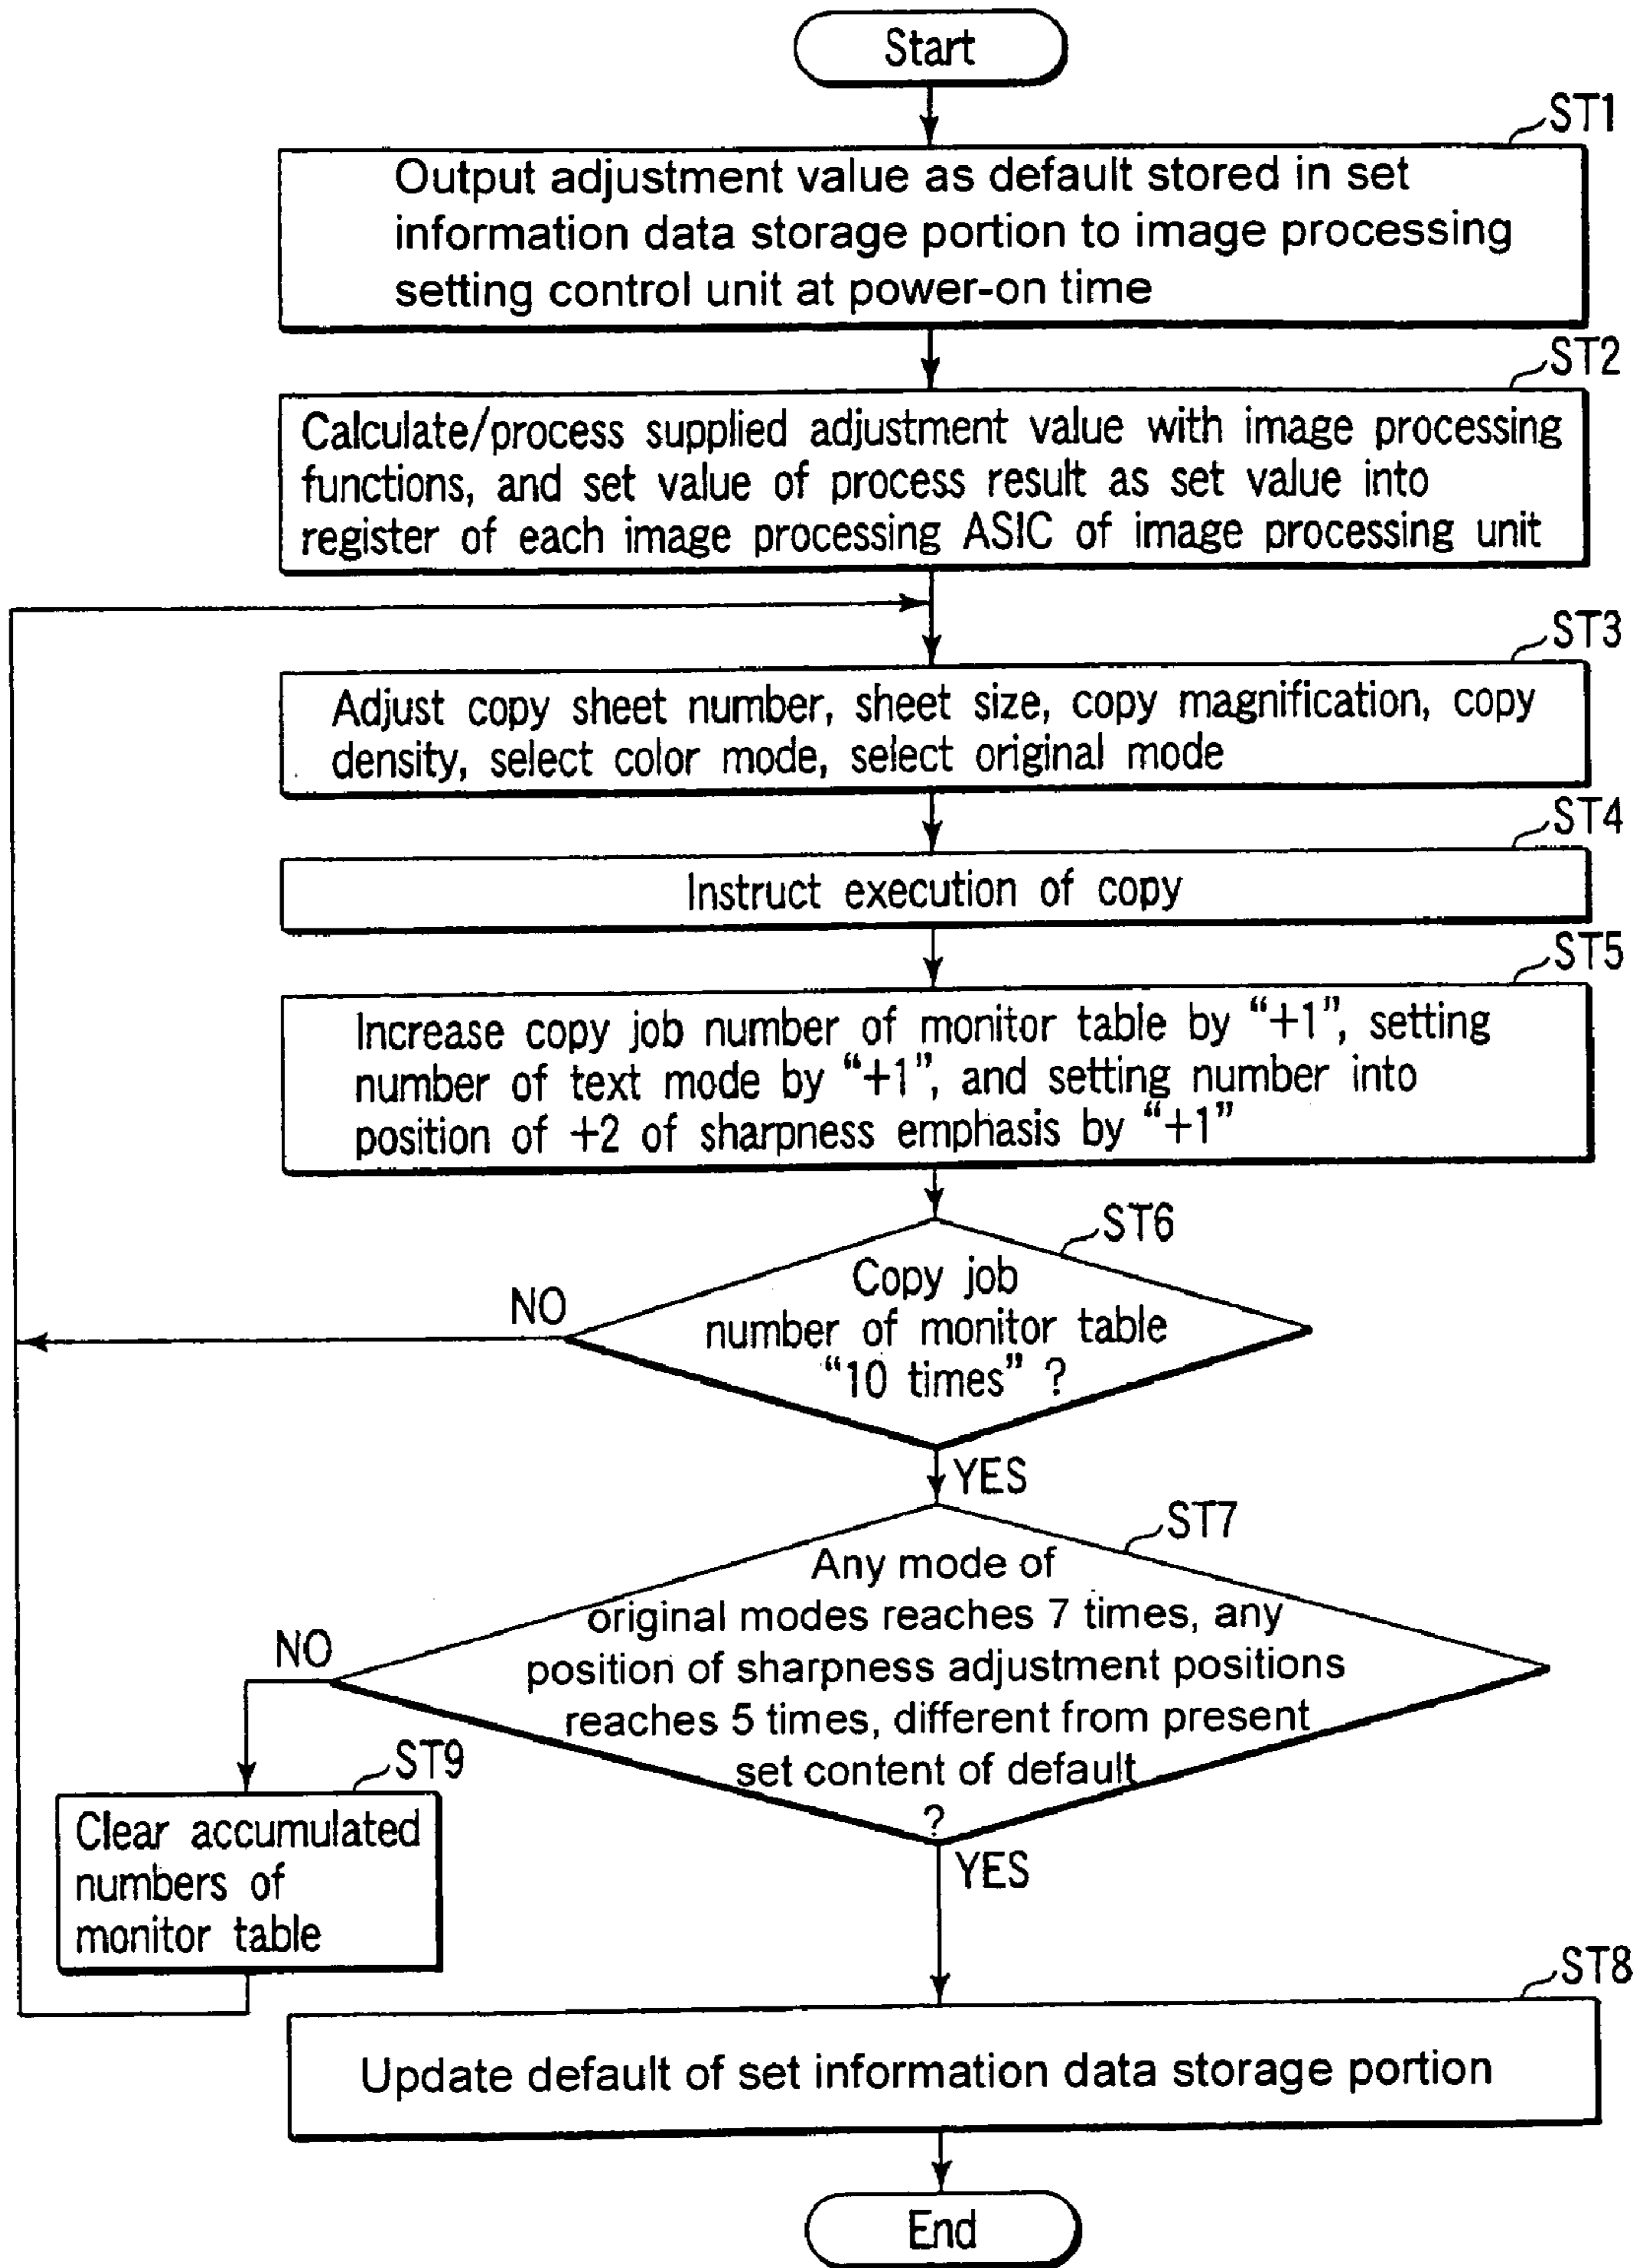 Start
ST1
Output adjustment value as default stored in set
information data storage portion to image processing
setting control unit at power-on time
ST2
Calculate/process supplied adjustment value with image processing
functions, and set value of process result as set value into
register of each image processing ASIC of image processing unit
ST3
Adjust copy sheet number, sheet size, copy magnification, copy
density, select color mode, select original mode
ST4
Instruct execution of copy
ST5
Increase copy job number of monitor table by “+1”, setting
number of text mode by “+1”, and setting number into
position of +2 of sharpness emphasis by “+1”
ST6
Copy job
number of monitor table
“10 times” ?
NO
YES
ST7
Any mode of
original modes reaches 7 times, any
position of sharpness adjustment positions
reaches 5 times, different from present
set content of default
?
NO
YES
ST9
Clear accumulated
numbers of
monitor table
ST8
Update default of set information data storage portion
End